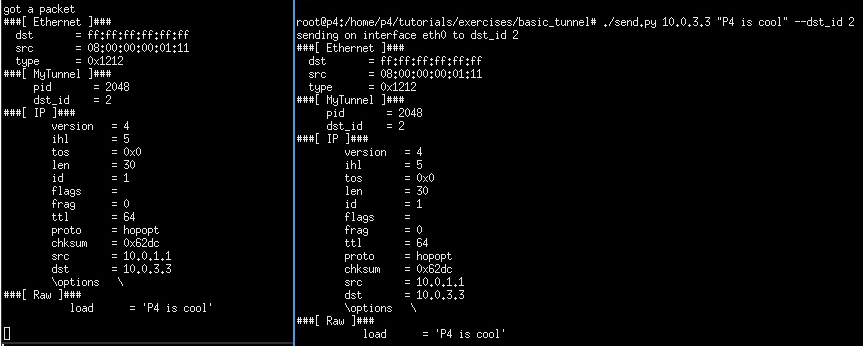 got a packet
###[ Ethernet ]###
dst = ff:ff:ff:ff:ff:ff
src = 08:00:00:00:01:11
type = 0x1212
###[ MyTunnel ]###
pid = 2048
dst_id = 2
###[ IP ]###
version = 4
ihl = 5
tos = 0x0
len = 30
id = 1
flags =
frag = 0
ttl = 64
proto = hopopt
chksum = 0x62dc
src = 10.0.1.1
dst = 10.0.3.3
\options \
###[ Raw ]###
load = 'P4 is cool'
root@p4:/home/p4/tutorials/exercises/basic_tunnel# ./send.py 10.0.3.3 "P4 is cool" --dst_id 2
sending on interface eth0 to dst_id 2
###[ Ethernet ]###
dst = ff:ff:ff:ff:ff:ff
src = 08:00:00:00:01:11
type = 0x1212
###[ MyTunnel ]###
pid = 2048
dst_id = 2
###[ IP ]###
version = 4
ihl = 5
tos = 0x0
len = 30
id = 1
flags =
frag = 0
ttl = 64
proto = hopopt
chksum = 0x62dc
src = 10.0.1.1
dst = 10.0.3.3
\options \
###[ Raw ]###
load = 'P4 is cool'